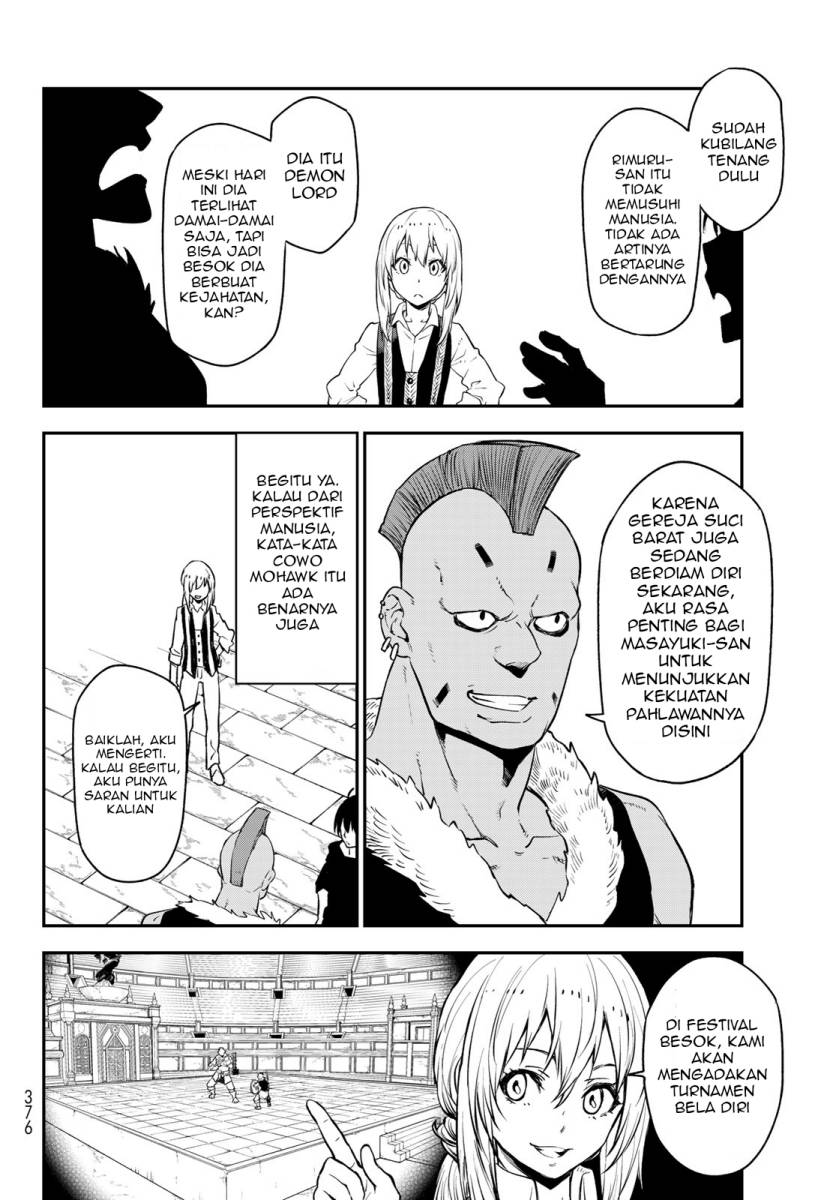 SUDAH
KUBILANG
TENANG
DULU
RIMURU-
SAN ITU
TIDAK
MEMUSUHI
MANUSIA.
TIDAK ADA
ARTINYA
BERTARUNG
DENGANNYA
DIA ITU
DEMON
LORD
MESKI HARI
INI DIA
TERLIHAT
DAMAI-DAMAI
SAJA, TAPI
BISA JADI
BESOK DIA
BERBUAT
KEJAHATAN,
KAN?
KARENA
GEREJA SUCI
BARAT JUGA
SEDANG
BERDIAM DIRI
SEKARANG,
AKU RASA
PENTING BAGI
MASAYUKI-SAN
UNTUK
MENUNJUKKAN
KEKUATAN
PAHLAWANNYA
DISINI
BEGITU YA.
KALAU DARI
PERSPEKTIF
MANUSIA,
KATA-KATA
COWO
MOHAWK ITU
ADA
BENARNYA
JUGA
BAIKLAH, AKU
MENGERTI.
KALAU BEGITU,
AKU PUNYA
SARAN UNTUK
KALIAN
DI FESTIVAL
BESOK, KAMI
AKAN
MENGADAKAN
TURNAMEN
BELA DIRI
376